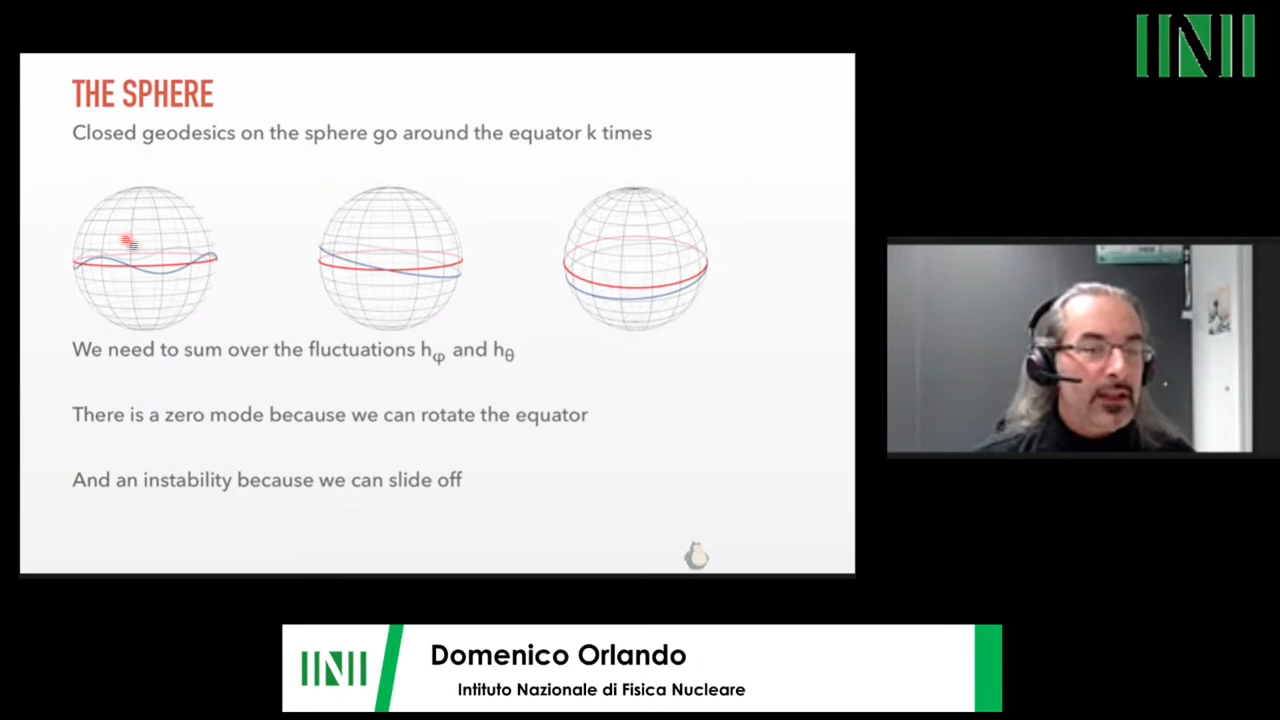 INI
THE SPHERE
Closed geodesics on the sphere go around the equator k times
We need to sum over the fluctuations hφ and hθ
There is a zero mode because we can rotate the equator
And an instability because we can slide off
INI
Domenico Orlando
Intituto Nazionale di Fisica Nucleare